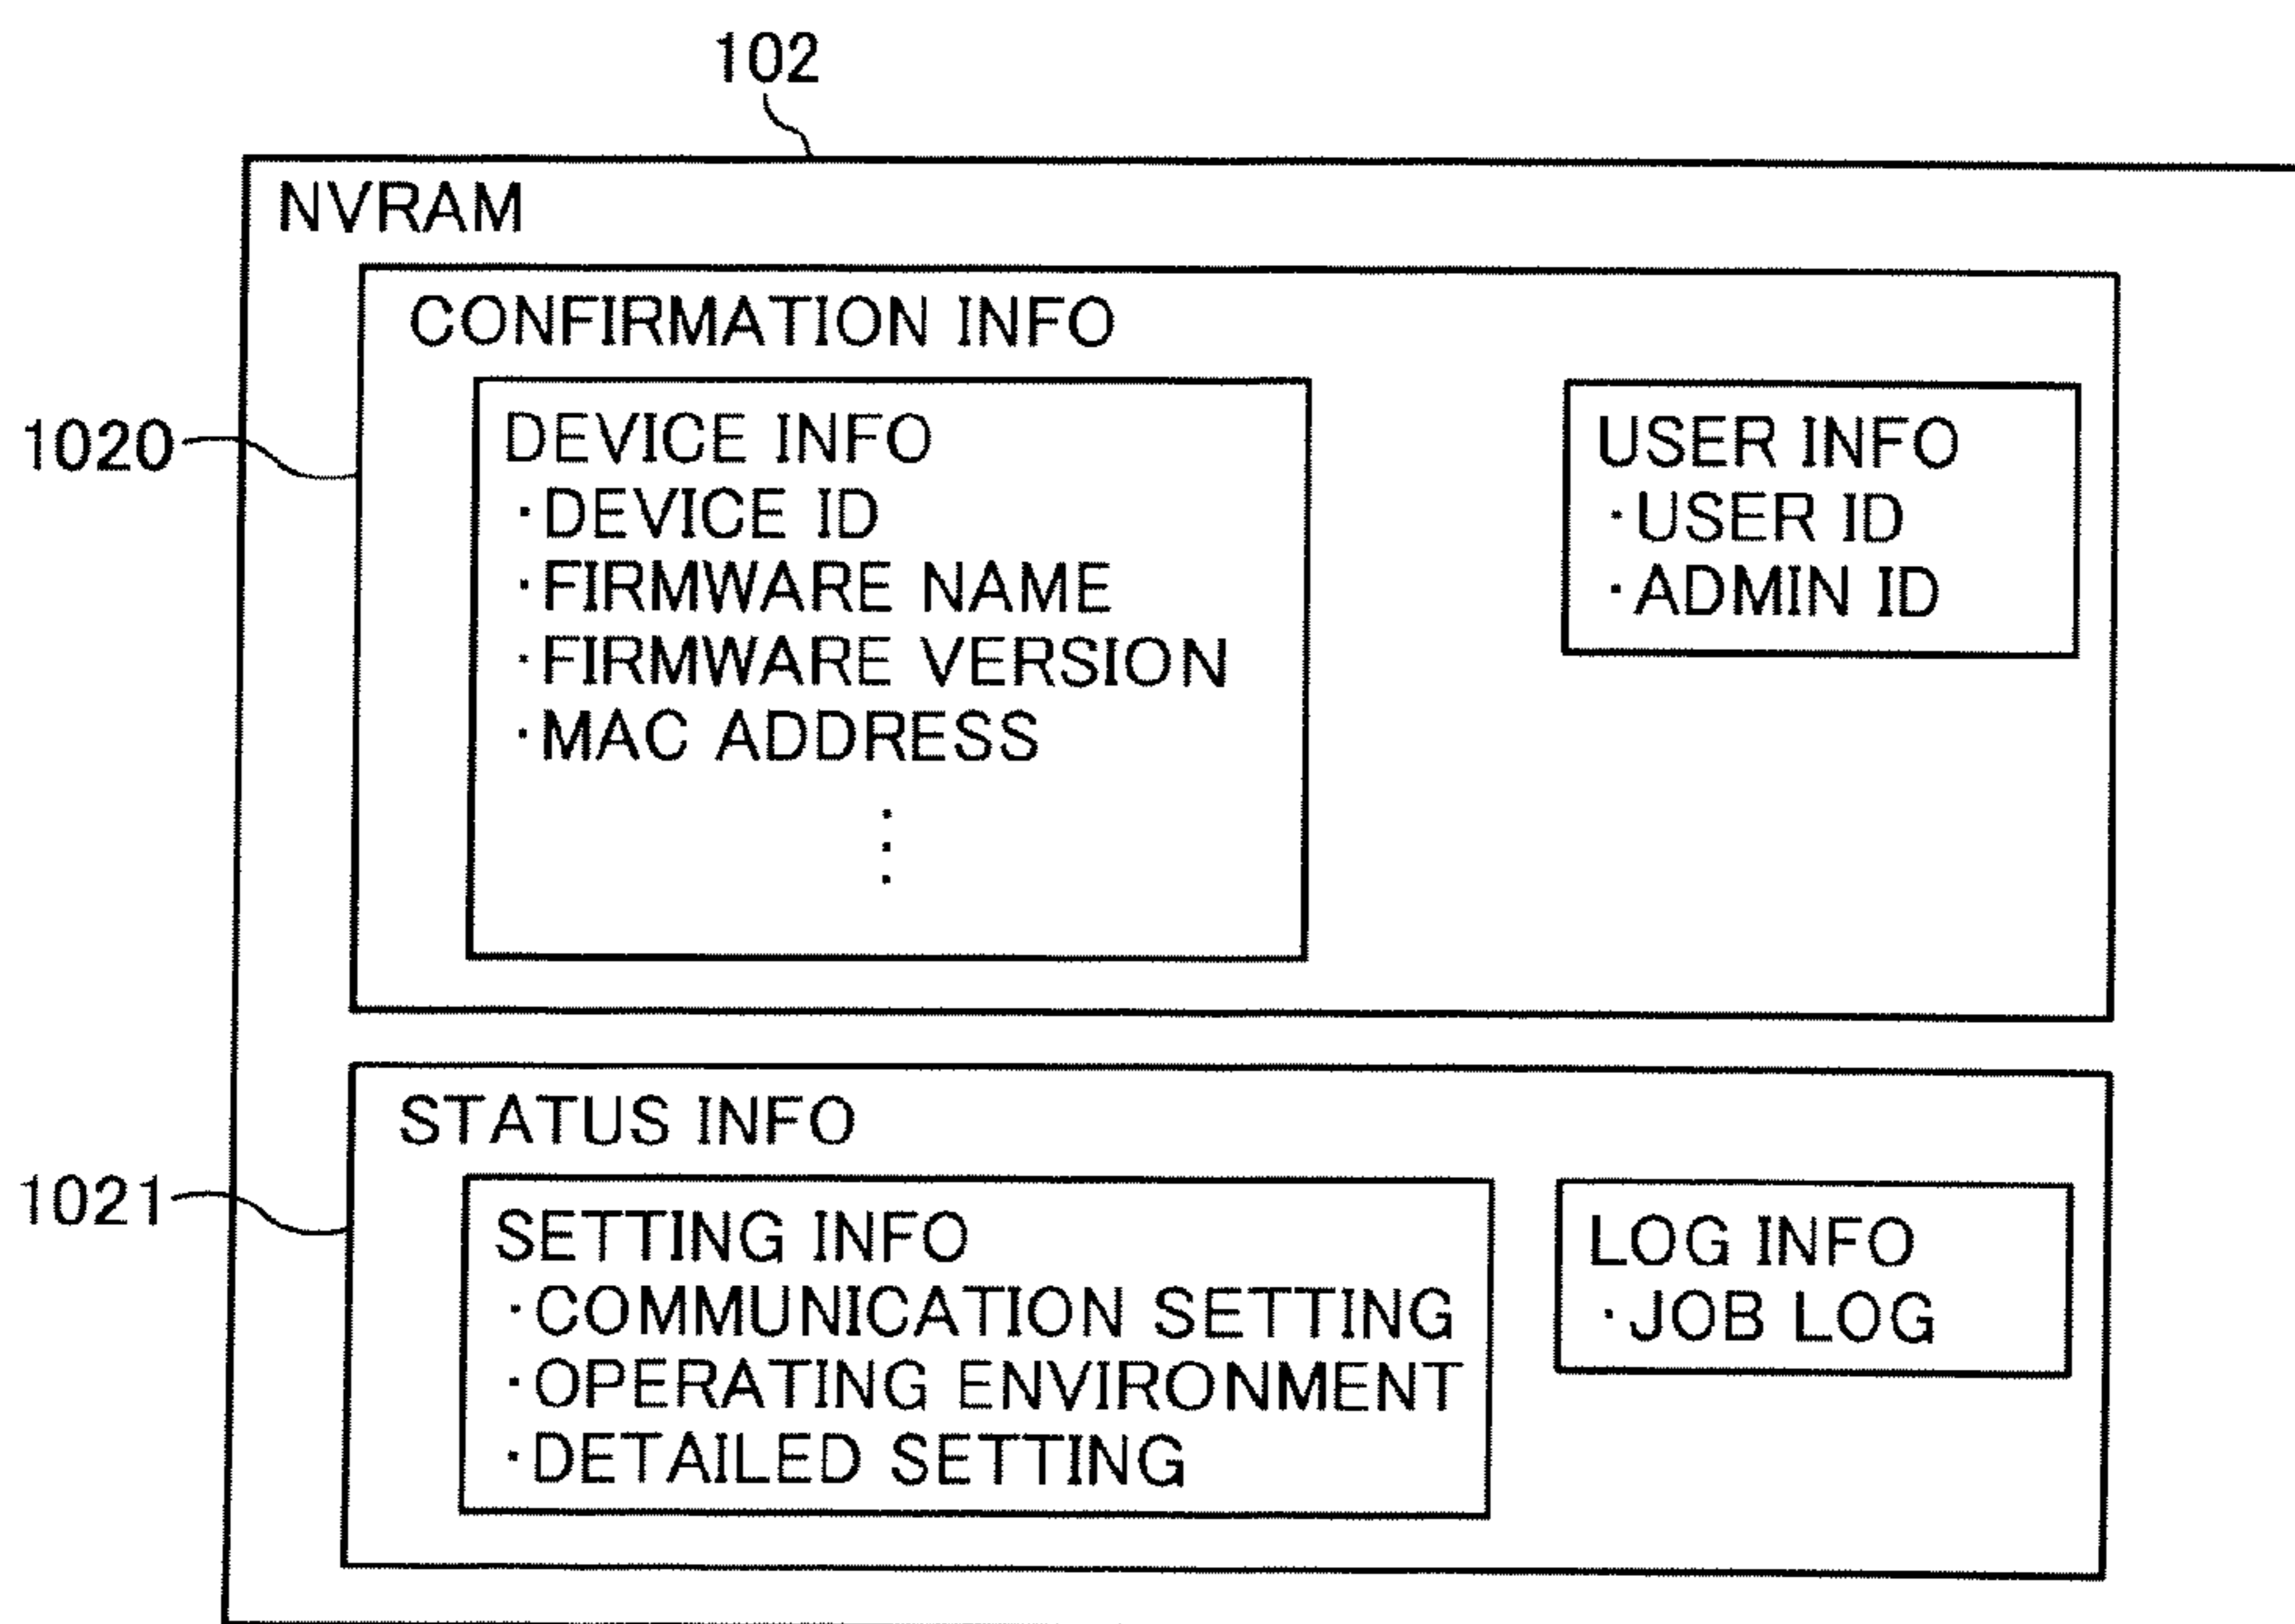 102
NVRAM
CONFIRMATION INFO
1020
DEVICE INFO
·DEVICE ID
·FIRMWARE NAME
·FIRMWARE VERSION
·MAC ADDRESS
USER INFO
·USER ID
·ADMIN ID
STATUS INFO
1021
SETTING INFO
·COMMUNICATION SETTING
·OPERATING ENVIRONMENT
·DETAILED SETTING
LOG INFO
·JOB LOG